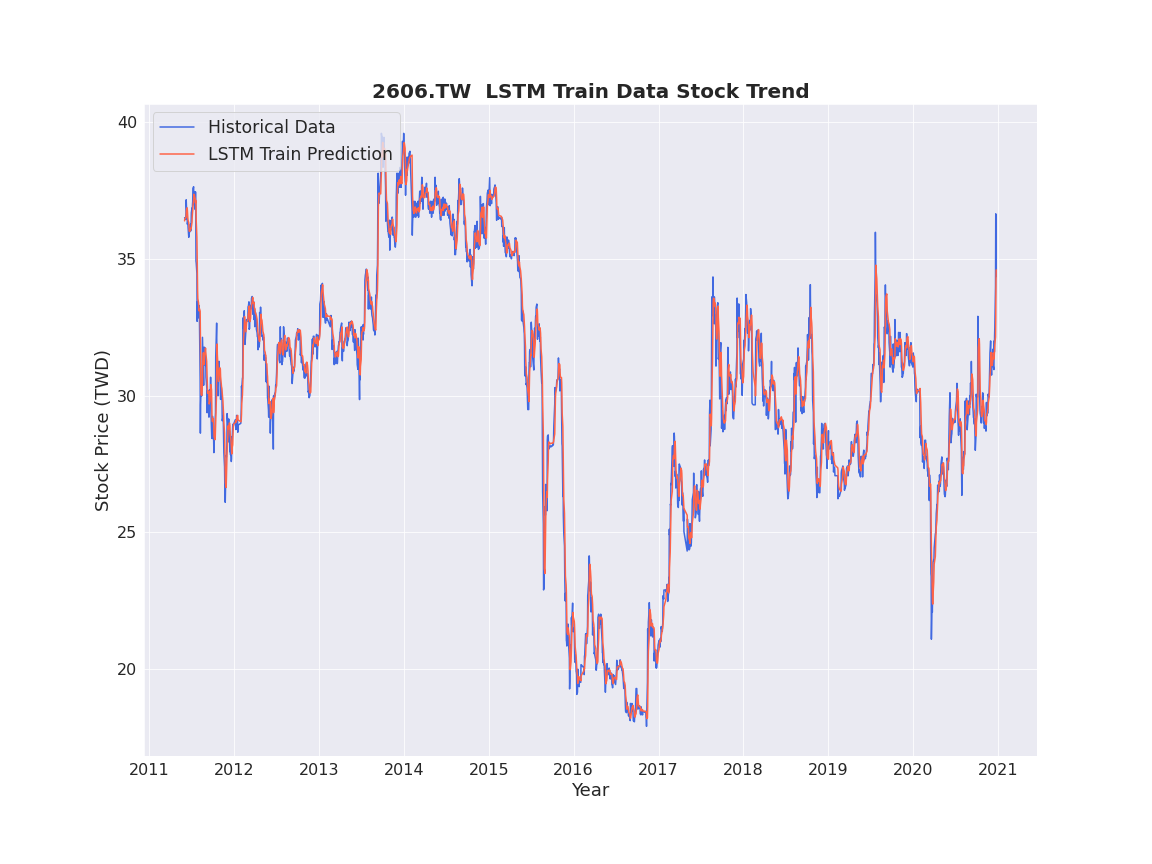 2606.TW  LSTM Train Data Stock Trend
Historical Data
LSTM Train Prediction
Stock Price (TWD)
40
35
30
25
20
2011 2012 2013 2014 2015 2016 2017 2018 2019 2020 2021
Year